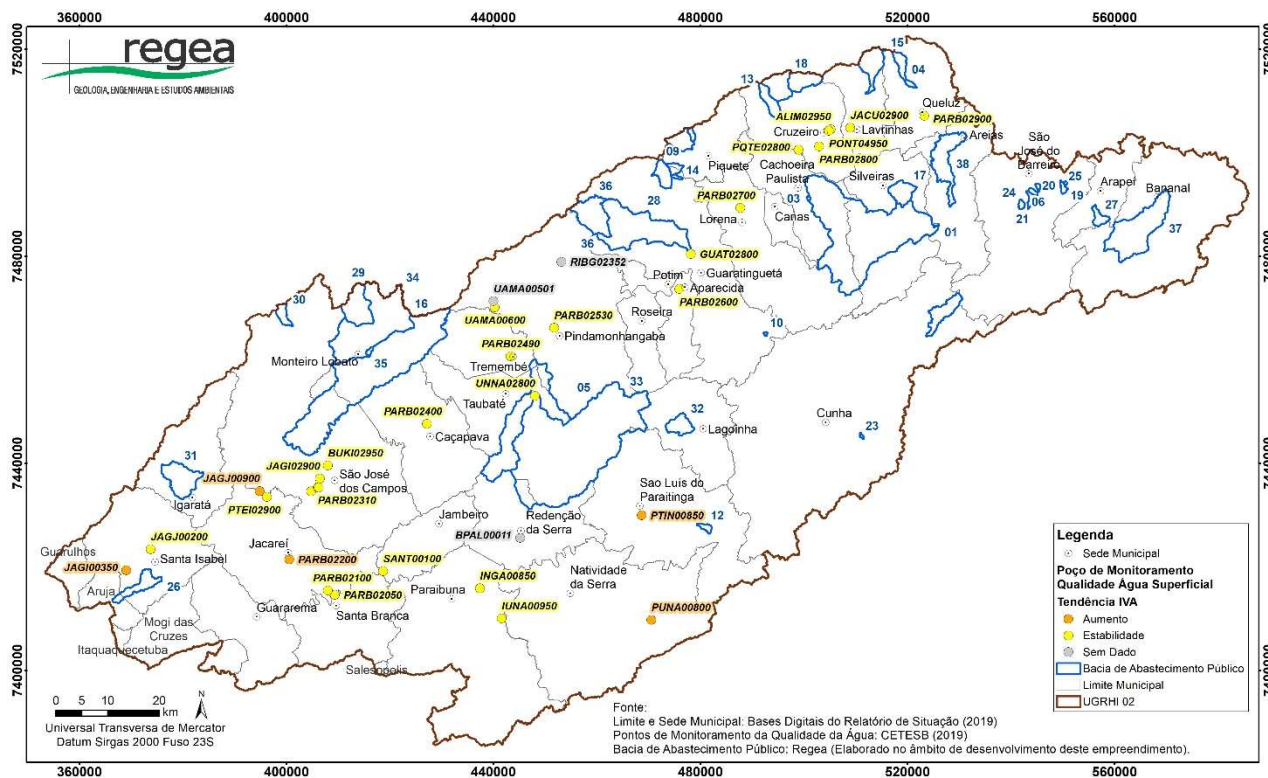 360000 400000 440000 480000 520000 560000
7520000
7520000
regea
GEOLOGIA, ENGENHARIA E ESTUDOS AMBIENTAIS
15
18
13
04
ALIM02950
JACU02900
Queluz
PARB02900
Cruzeiro
Lavrinhas
PONT04950
Areias
São
José do
Barreiro
PQTE02800
PARB02800
09
Piquete
Cachoeira
Paulista
38
14
Silveiras
17
25
20
Arapeí
Bananal
36
28
PARB02700
03
24
06
19
21
27
Lorena
Canas
37
01
36
7480000
7480000
GUAT02800
RIBG02352
Potim
Guaratinguetá
Aparecida
PARB02600
29
34
UAMA00501
30
16
UAMA00600
Roseira
PARB02530
Pindamonhangaba
10
Monteiro Lobato
35
PARB02490
Tremembé
UNNA02800
05
33
Taubaté
PARB02400
Caçapava
32
Lagoinha
Cunha
23
7440000
7440000
31
BUKI02950
JAGI02900
JAGJ00900
São José
dos Campos
PARB02310
PTEI02900
Igaratá
Sao Luis do
Paraitinga
PTIN00850
12
Jambeiro
Redenção
da Serra
BPAL00011
JAGJ00200
Guarulhos
Santa Isabel
Jacareí
PARB02200
SANT00100
JAGI00350
Natividade
da Serra
Arujá
26
PARB02100
INGA00850
PARB02050
Paraibuna
Guararema
Santa Branca
IUNA00950
PUNA00800
Mogi das
Cruzes
Itaquaquecetuba
Salesópolis
7400000
7400000
Legenda
Sede Municipal
Poço de Monitoramento
Qualidade Água Superficial
Tendência IVA
Aumento
Estabilidade
Sem Dado
Bacia de Abastecimento Público
Limite Municipal
UGRHI 02
0 5 10 20
km
N
Universal Transversa de Mercator
Datum Sirgas 2000 Fuso 23S
Fonte:
Limite e Sede Municipal: Bases Digitais do Relatório de Situação (2019)
Pontos de Monitoramento da Qualidade da Água: CETESB (2019)
Bacia de Abastecimento Público: Regea (Elaborado no âmbito de desenvolvimento deste empreendimento).
360000 400000 440000 480000 520000 560000